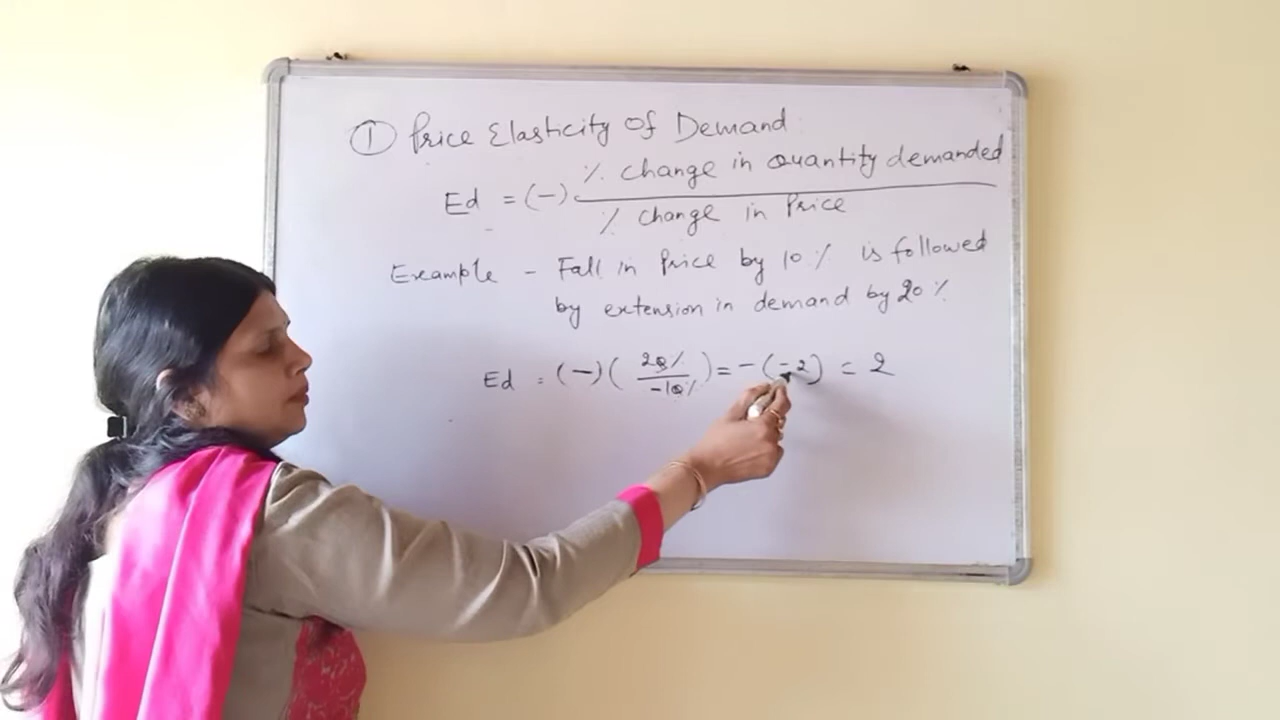 ① Price Elasticity of Demand
Ed = (-) % change in Quantity demanded
% change in Price
Example - Fall in Price by 10% is followed
by extension in demand by 20%
Ed = (-) ( 20% / -10% ) = - (-2) = 2